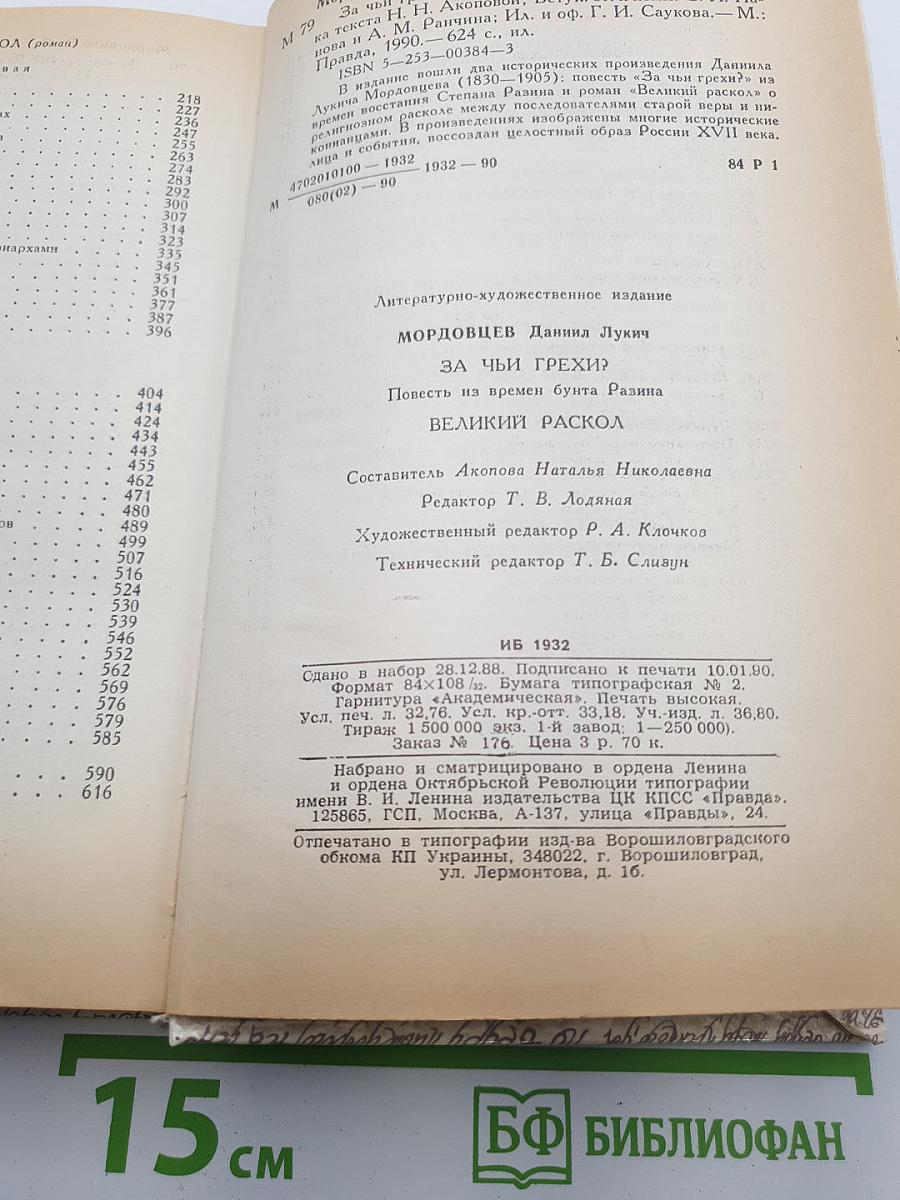 ОЛ (роман)
вая
218
227
ах 236
247
а 255
263
274
283
292
300
307
314
323
иархами 335
345
351
361
377
387
396
404
414
424
434
443
455
462
471
480
ов 489
499
507
516
524
530
539
546
552
562
569
576
579
585
590
616
За чьи
М 79 ка текста Н. Н. Акоповой;
нова и А. М. Ранчина; Ил. и оф. Г. И. Саукова.— М.:
Правда, 1990.— 624 с., ил.
ISBN 5—253—00384—3
В издание вошли два исторических произведения Даниила
Лукича Мордовцева (1830—1905): повесть «За чьи грехи?» из
времен восстания Степана Разина и роман «Великий раскол» о
религиозном расколе между последователями старой веры и ни-
конианцами. В произведениях изображены многие исторические
лица и события, воссоздан целостный образ России XVII века.
М 4702010100 — 1932
080(02) — 90
1932 — 90 84 Р 1
Литературно-художественное издание
МОРДОВЦЕВ Даниил Лукич
ЗА ЧЬИ ГРЕХИ?
Повесть из времен бунта Разина
ВЕЛИКИЙ РАСКОЛ
Составитель Акопова Наталья Николаевна
Редактор Т. В. Лодяная
Художественный редактор Р. А. Клочков
Технический редактор Т. Б. Сливун
ИБ 1932
Сдано в набор 28.12.88. Подписано к печати 10.01.90.
Формат 84×108/32. Бумага типографская № 2.
Гарнитура «Академическая». Печать высокая.
Усл. печ. л. 32,76. Усл. кр.-отт. 33,18. Уч.-изд. л. 36,80.
Тираж 1 500 000 экз. 1-й завод: 1—250 000).
Заказ № 176. Цена 3 р. 70 к.
Набрано и сматрицировано в ордена Ленина
и ордена Октябрьской Революции типографии
имени В. И. Ленина издательства ЦК КПСС «Правда».
125865, ГСП, Москва, А-137, улица «Правды», 24.
Отпечатано в типографии изд-ва Ворошиловградского
обкома КП Украины, 348022, г. Ворошиловград,
ул. Лермонтова, д. 1б.
15 см
БФ БИБЛИОФАН